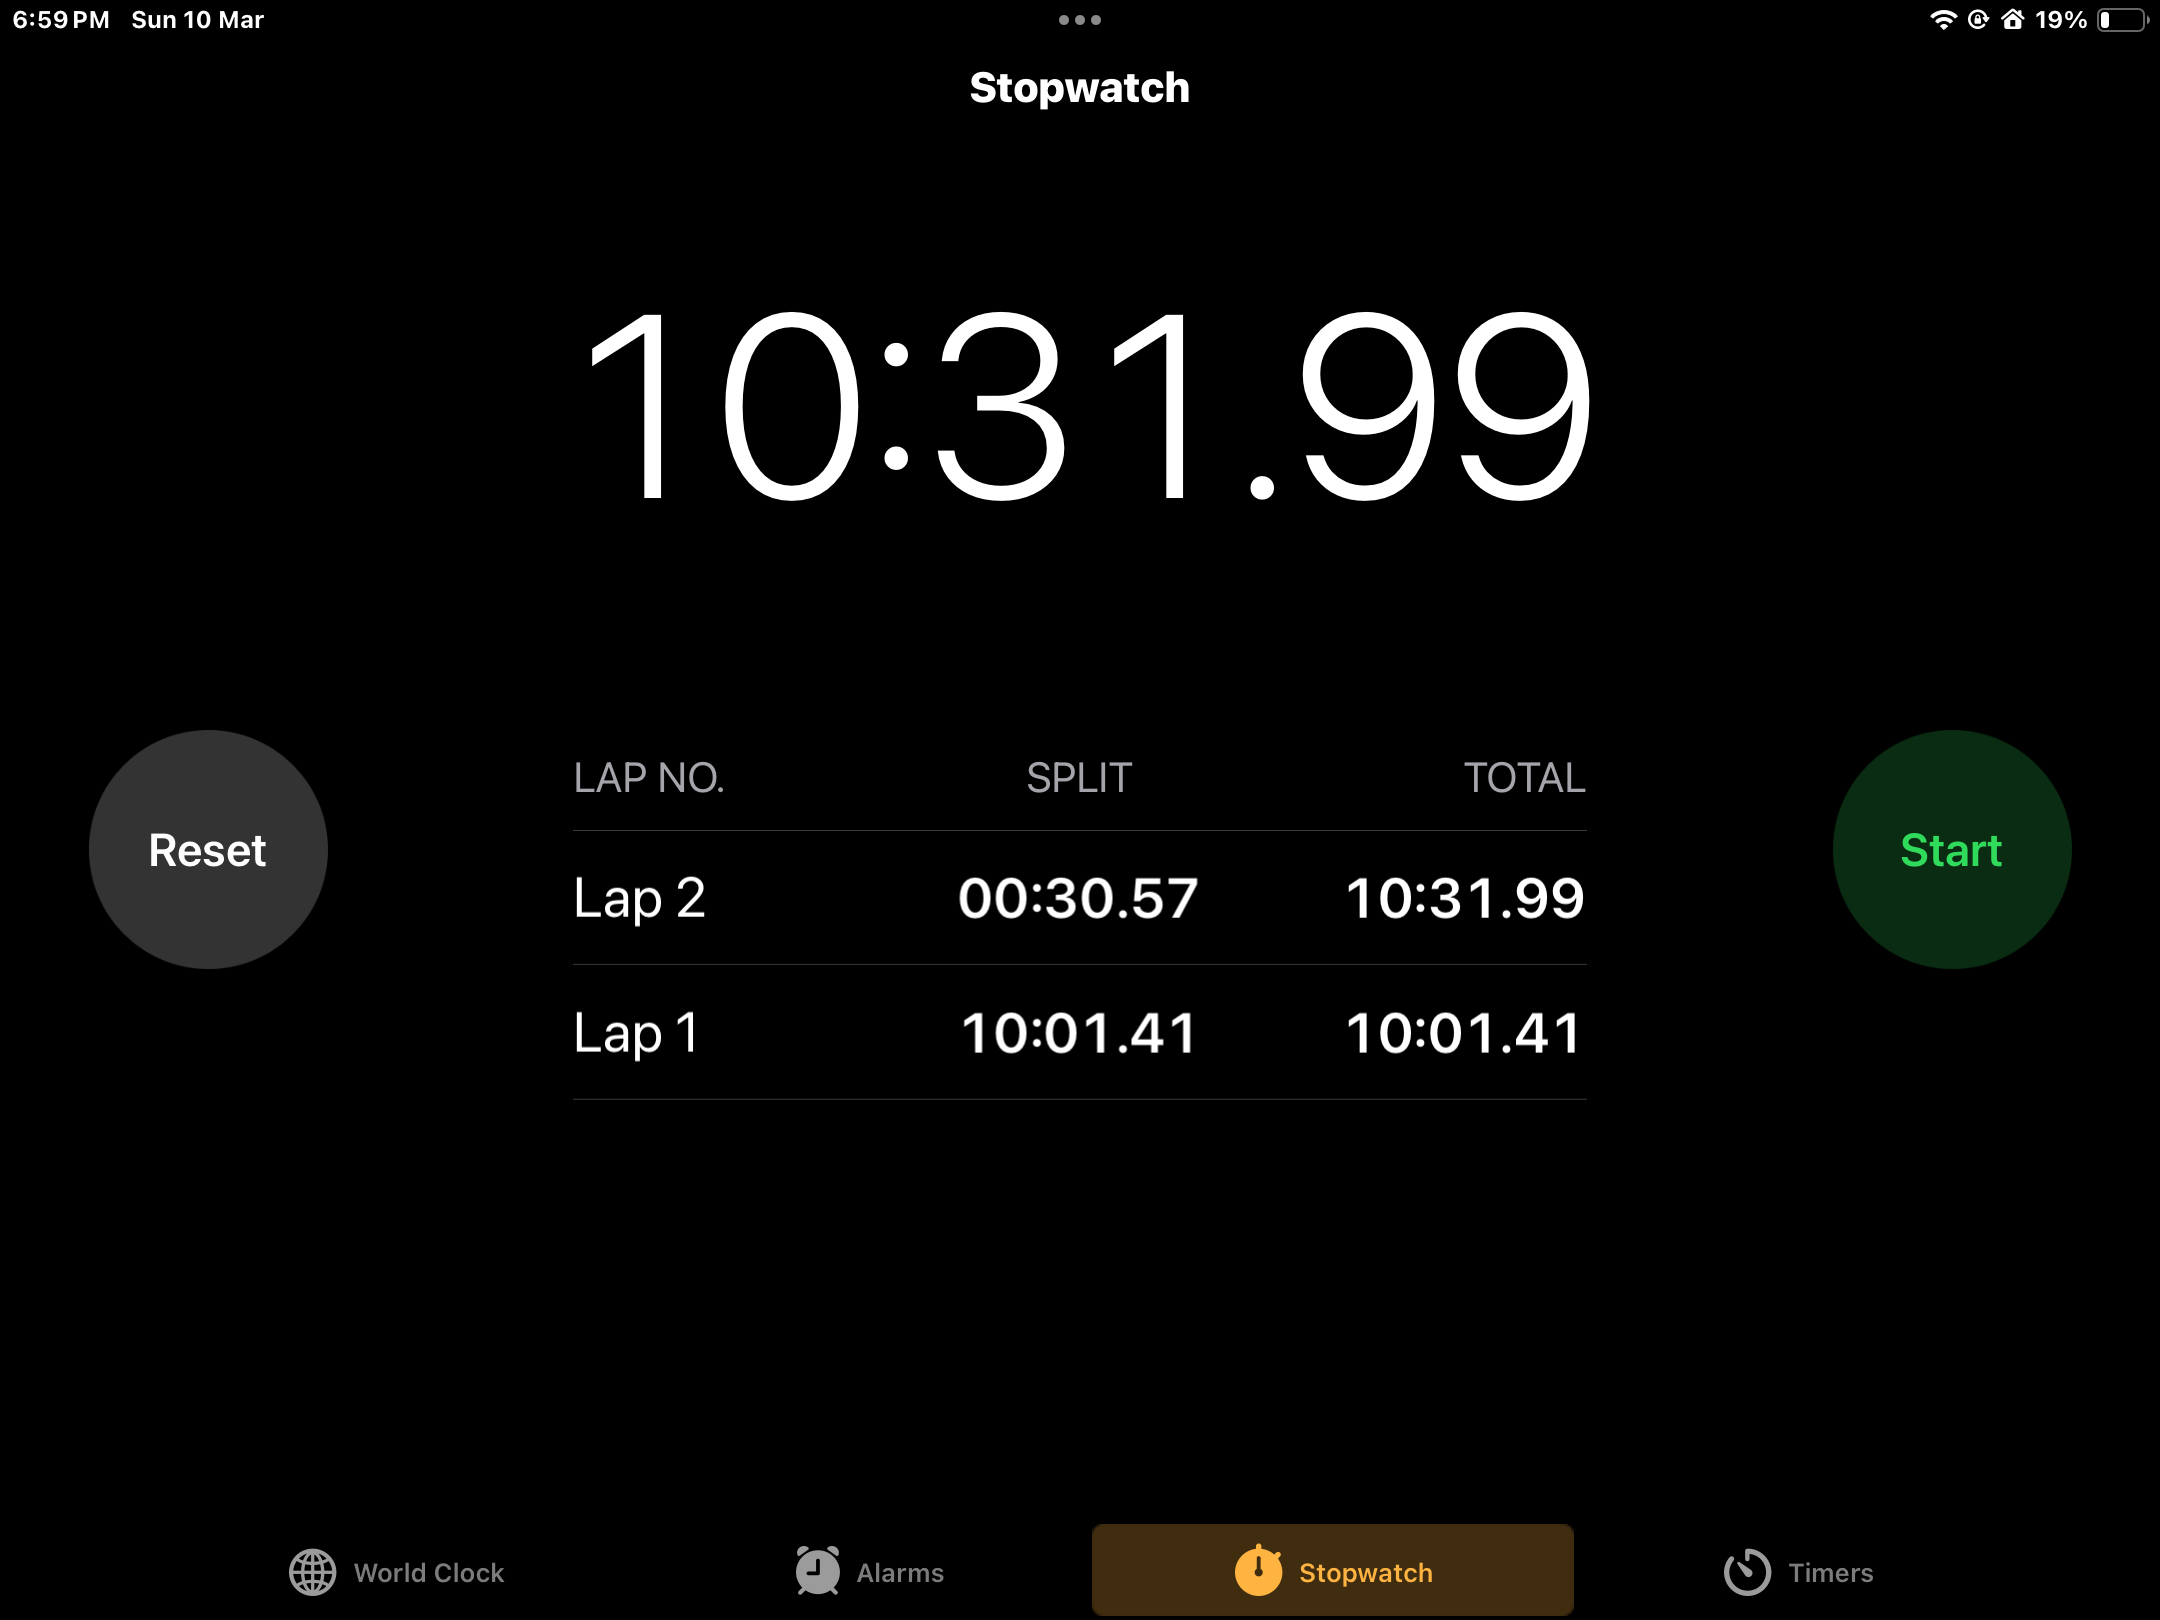 6:59 PM Sun 10 Mar 19%
Stopwatch
10:31.99
LAP NO. SPLIT TOTAL
Reset
Start
Lap 2 00:30.57 10:31.99
Lap 1 10:01.41 10:01.41
World Clock Alarms Stopwatch Timers